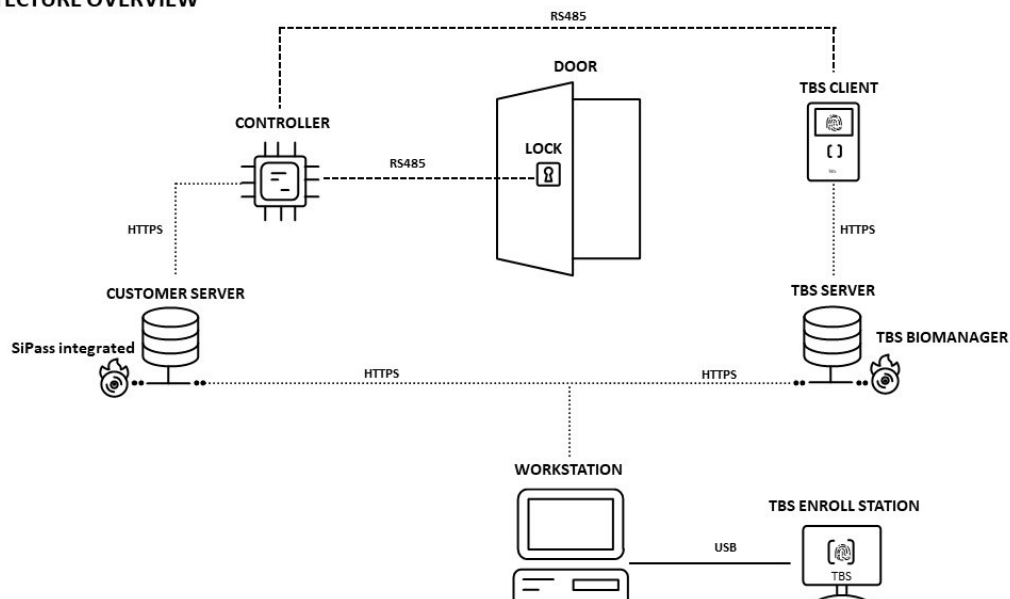 RS485
DOOR
TBS CLIENT
CONTROLLER
LOCK
RS485
HTTPS
HTTPS
CUSTOMER SERVER
TBS SERVER
SiPass integrated
TBS BIOMANAGER
HTTPS
HTTPS
WORKSTATION
TBS ENROLL STATION
USB
TBS